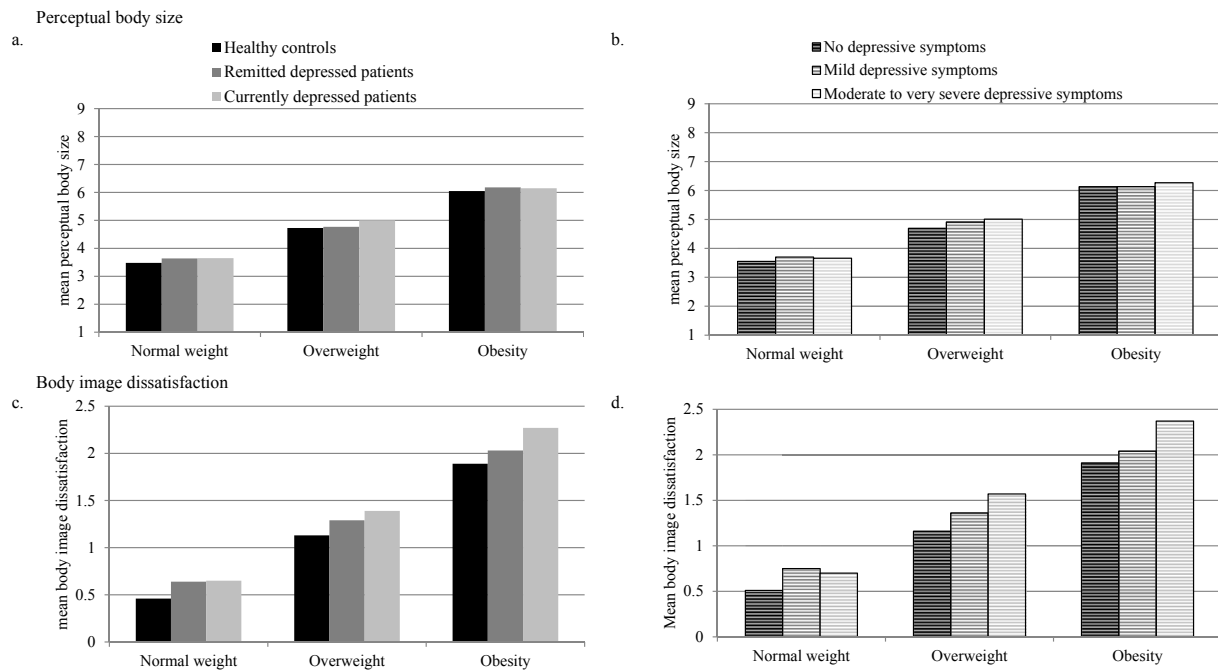 Perceptual body size
a.
Healthy controls
Remitted depressed patients
Currently depressed patients
mean perceptual body size
9
8
7
6
5
4
3
2
1
Normal weight Overweight Obesity
b.
No depressive symptoms
Mild depressive symptoms
Moderate to very severe depressive symptoms
mean perceptual body size
9
8
7
6
5
4
3
2
1
Normal weight Overweight Obesity
Body image dissatisfaction
c.
mean body image dissatisfaction
2.5
2
1.5
1
0.5
0
Normal weight Overweight Obesity
d.
Mean body image dissatisfaction
2.5
2
1.5
1
0.5
0
Normal weight Overweight Obesity